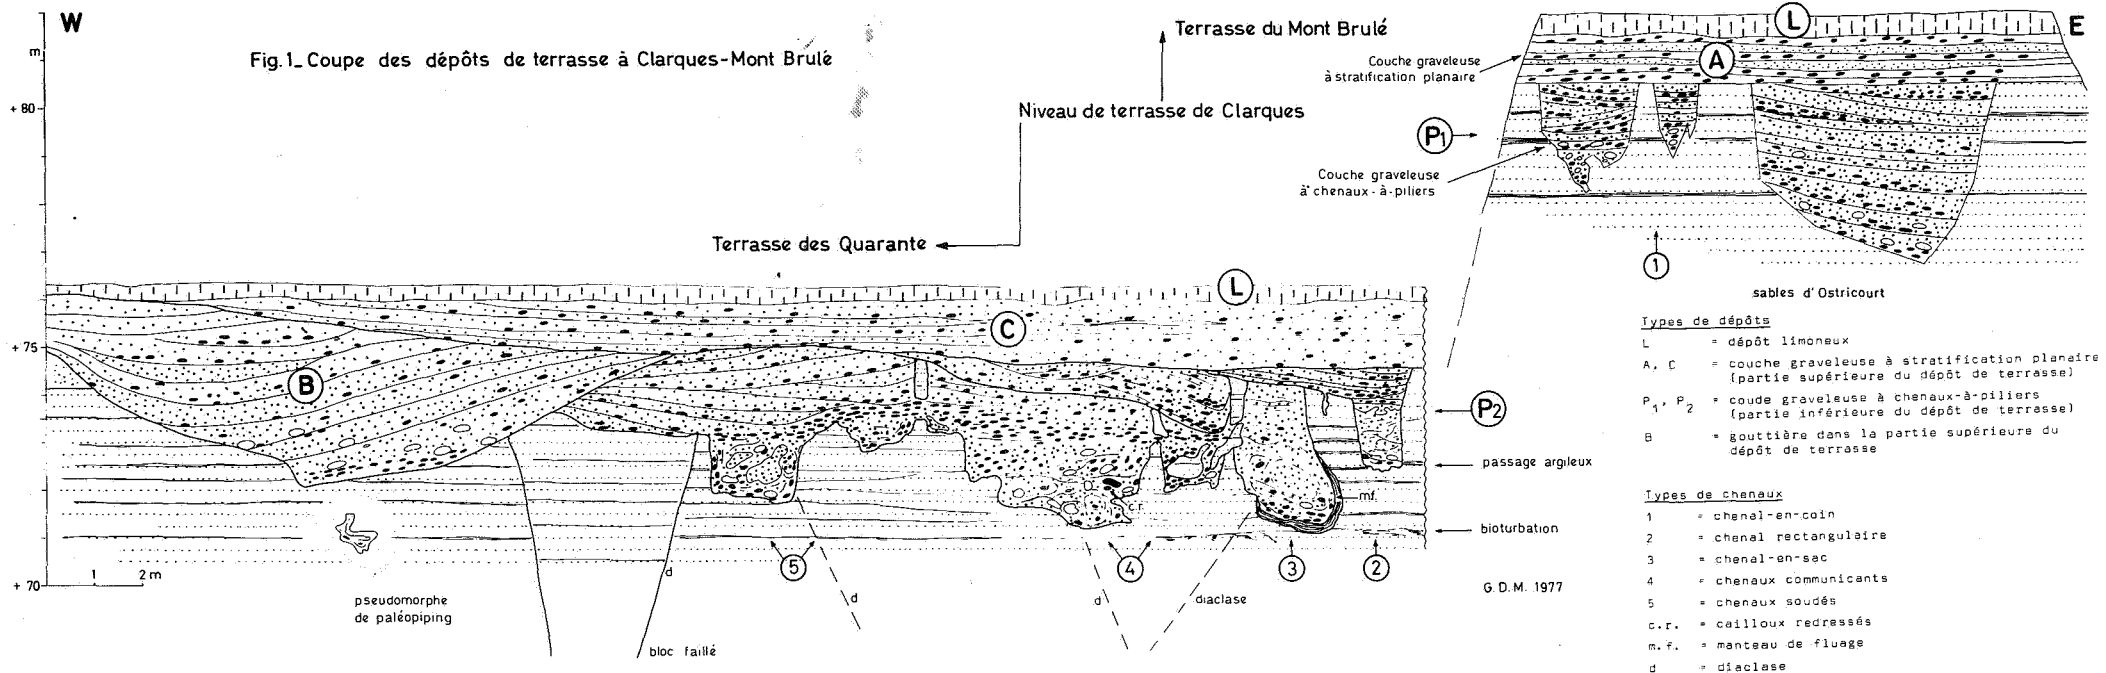 W
m
Fig.1_ Coupe des dépôts de terrasse à Clarques-Mont Brulé
Terrasse du Mont Brulé
L
E
Couche graveleuse
à stratification planaire
A
+ 80
Niveau de terrasse de Clarques
P1
Couche graveleuse
à chenaux-à-piliers
Terrasse des Quarante
1
L
sables d'Ostricourt
C
+ 75
B
P2
passage argileux
m.f.
c.r.
bioturbation
5
4
3
2
+ 70
1 2 m
d
d
d
diaclase
G.D.M. 1977
pseudomorphe
de paléopiping
bloc faillé
Types de dépôts
L = dépôt limoneux
A, C = couche graveleuse à stratification planaire
(partie supérieure du dépôt de terrasse)
P1, P2 = coude graveleuse à chenaux-à-piliers
(partie inférieure du dépôt de terrasse)
B = gouttière dans la partie supérieure du
dépôt de terrasse
Types de chenaux
1 = chenal-en-coin
2 = chenal rectangulaire
3 = chenal-en-sac
4 = chenaux communicants
5 = chenaux soudés
c.r. = cailloux redressés
m.f. = manteau de fluage
d = diaclase